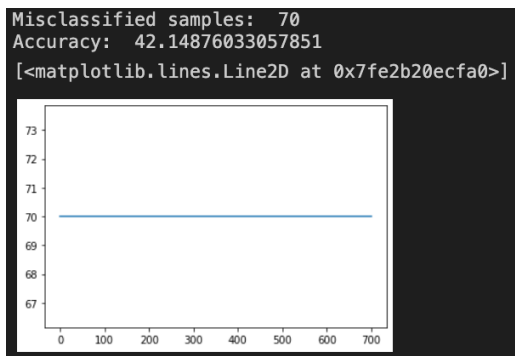 Misclassified samples:  70
Accuracy:  42.14876033057851
[<matplotlib.lines.Line2D at 0x7fe2b20ecfa0>]
73
72
71
70
69
68
67
0 100 200 300 400 500 600 700